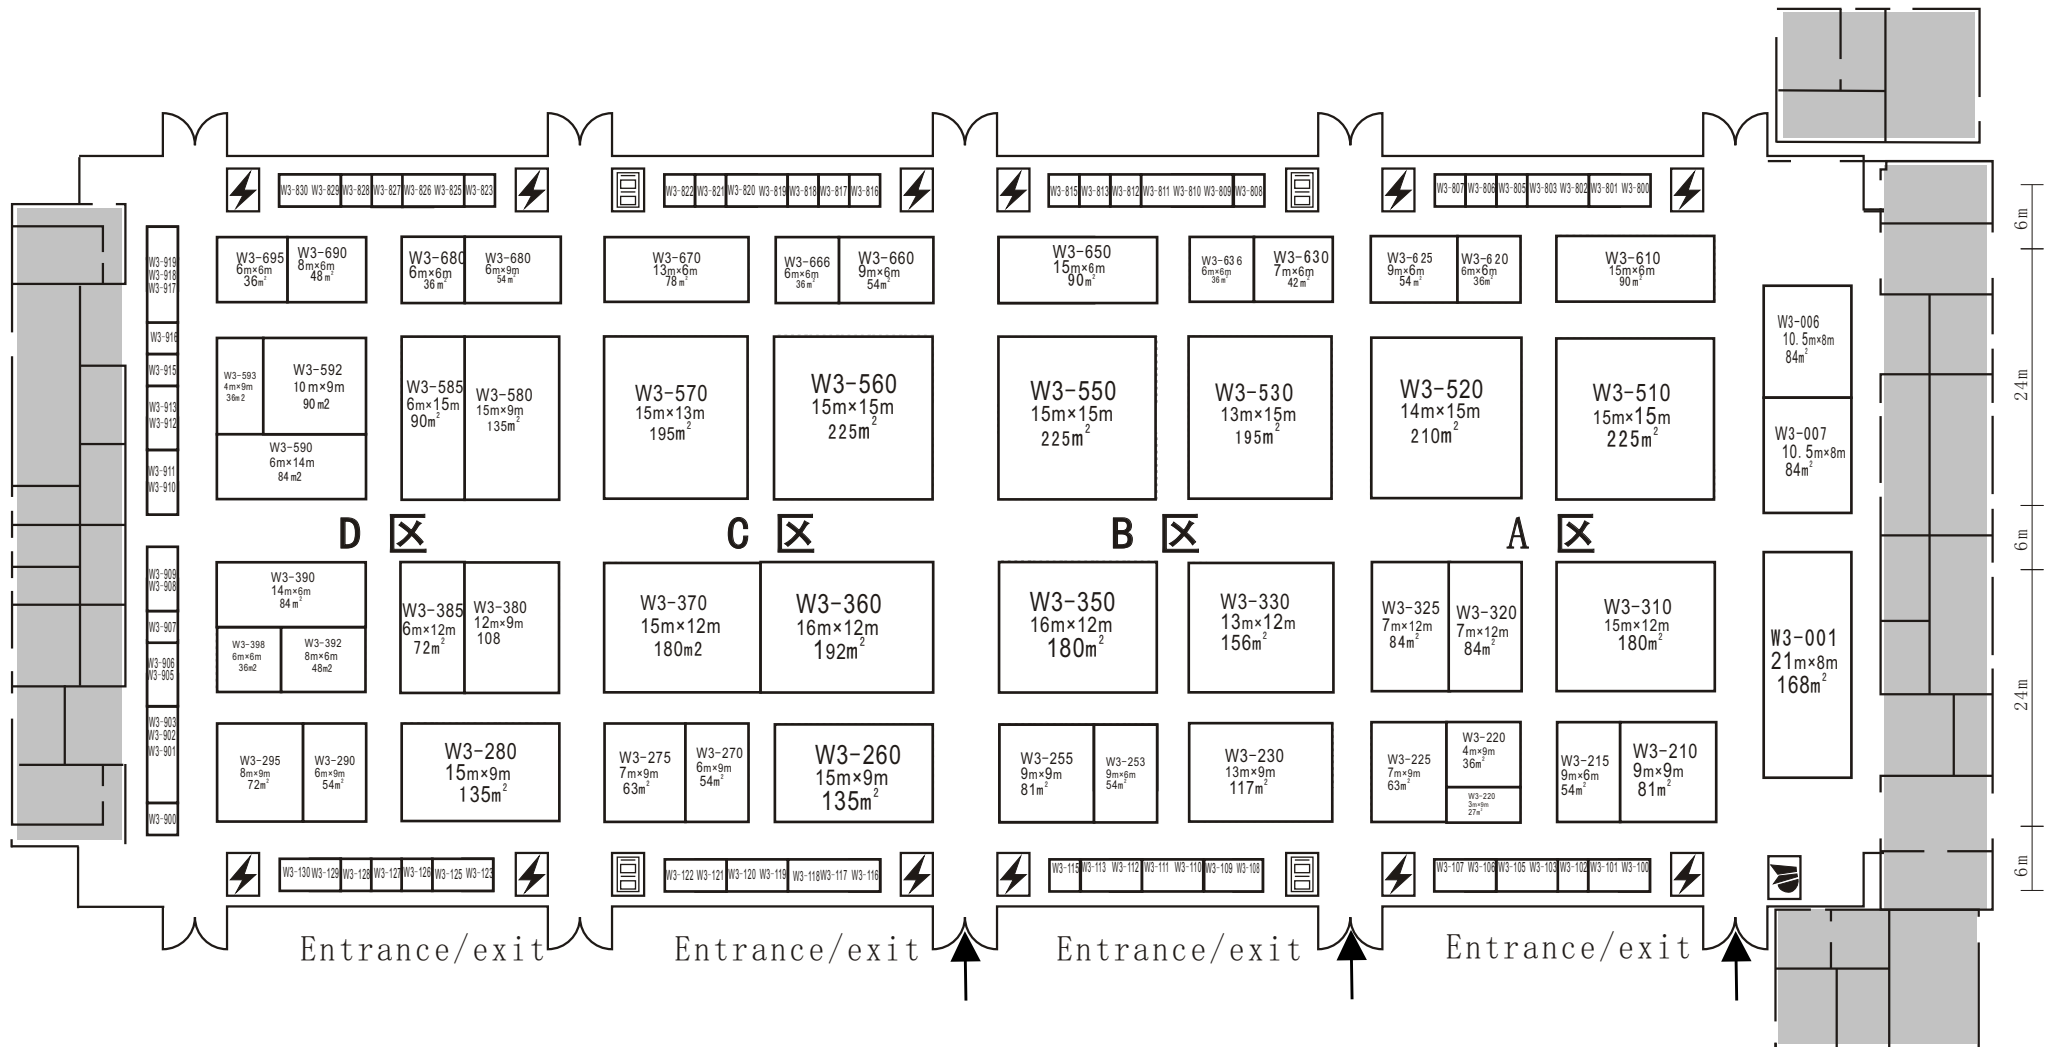 W3-830 W3-829 W3-828 W3-827 W3-826 W3-825 W3-823
W3-822 W3-821 W3-820 W3-819 W3-818 W3-817 W3-816
W3-815 W3-813 W3-812 W3-811 W3-810 W3-809 W3-808
W3-807 W3-806 W3-805 W3-803 W3-802 W3-801 W3-800
W3-919
W3-918
W3-917
W3-916
W3-915
W3-913
W3-912
W3-911
W3-910
W3-909
W3-908
W3-907
W3-906
W3-905
W3-903
W3-902
W3-901
W3-900
W3-695
6m×6m
36m²
W3-690
8m×6m
48m²
W3-680
6m×6m
36m²
W3-680
6m×9m
54m²
W3-670
13m×6m
78m²
W3-666
6m×6m
36m²
W3-660
9m×6m
54m²
W3-650
15m×6m
90m²
W3-636
6m×6m
36m²
W3-630
7m×6m
42m²
W3-625
9m×6m
54m²
W3-620
6m×6m
36m²
W3-610
15m×6m
90m²
W3-593
4m×9m
36m2
W3-592
10m×9m
90m2
W3-590
6m×14m
84m2
W3-585
6m×15m
90m²
W3-580
15m×9m
135m²
W3-570
15m×13m
195m²
W3-560
15m×15m
225m²
W3-550
15m×15m
225m²
W3-530
13m×15m
195m²
W3-520
14m×15m
210m²
W3-510
15m×15m
225m²
W3-006
10.5m×8m
84m²
W3-007
10.5m×8m
84m²
D 区
C 区
B 区
A 区
W3-390
14m×6m
84m²
W3-398
6m×6m
36m2
W3-392
8m×6m
48m2
W3-385
6m×12m
72m²
W3-380
12m×9m
108
W3-370
15m×12m
180m2
W3-360
16m×12m
192m²
W3-350
16m×12m
180m²
W3-330
13m×12m
156m²
W3-325
7m×12m
84m²
W3-320
7m×12m
84m²
W3-310
15m×12m
180m²
W3-001
21m×8m
168m²
W3-295
8m×9m
72m²
W3-290
6m×9m
54m²
W3-280
15m×9m
135m²
W3-275
7m×9m
63m²
W3-270
6m×9m
54m²
W3-260
15m×9m
135m²
W3-255
9m×9m
81m²
W3-253
9m×6m
54m²
W3-230
13m×9m
117m²
W3-225
7m×9m
63m²
W3-220
4m×9m
36m²
W3-220
3m×9m
27m²
W3-215
9m×6m
54m²
W3-210
9m×9m
81m²
W3-130 W3-129 W3-128 W3-127 W3-126 W3-125 W3-123
W3-122 W3-121 W3-120 W3-119 W3-118 W3-117 W3-116
W3-115 W3-113 W3-112 W3-111 W3-110 W3-109 W3-108
W3-107 W3-106 W3-105 W3-103 W3-102 W3-101 W3-100
Entrance/exit
Entrance/exit
Entrance/exit
Entrance/exit
6m
24m
6m
24m
6m